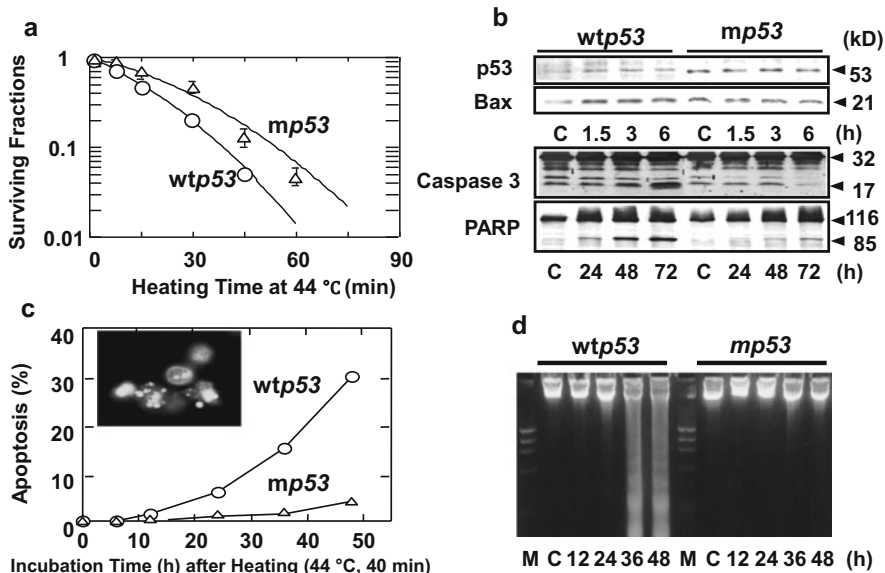 a
Surviving Fractions
1
0.1
0.01
mp53
wtp53
0 15 30 45 60 90
Heating Time at 44 °C (min)
b
wtp53 mp53 (kD)
p53 53
Bax 21
C 1.5 3 6 C 1.5 3 6 (h)
Caspase 3 32
17
PARP 116
85
C 24 48 72 C 24 48 72 (h)
c
Apoptosis (%)
40
30
20
10
0
wtp53
mp53
0 10 20 30 40 50
Incubation Time (h) after Heating (44 °C, 40 min)
d
wtp53 mp53
M C 12 24 36 48 M C 12 24 36 48 (h)